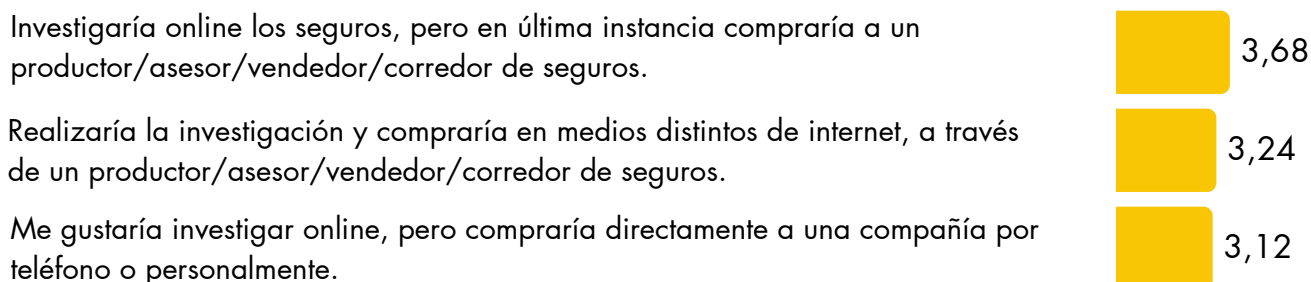 Investigaría online los seguros, pero en última instancia compraría a un
productor/asesor/vendedor/corredor de seguros.
3,68
Realizaría la investigación y compraría en medios distintos de internet, a través
de un productor/asesor/vendedor/corredor de seguros.
3,24
Me gustaría investigar online, pero compraría directamente a una compañía por
teléfono o personalmente.
3,12